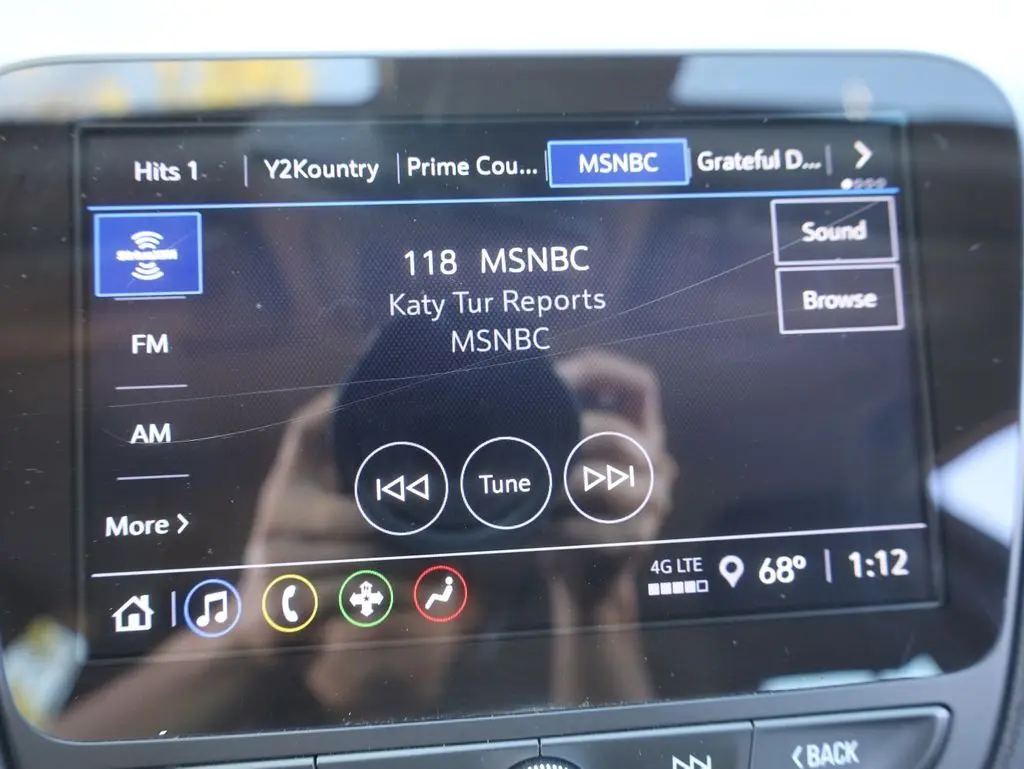 Hits 1 | Y2Kountry | Prime Cou... MSNBC Grateful D... |
SiriusXM
118 MSNBC
Sound
Katy Tur Reports
Browse
MSNBC
FM
AM
Tune
More >
4G LTE
68° | 1:12
< BACK